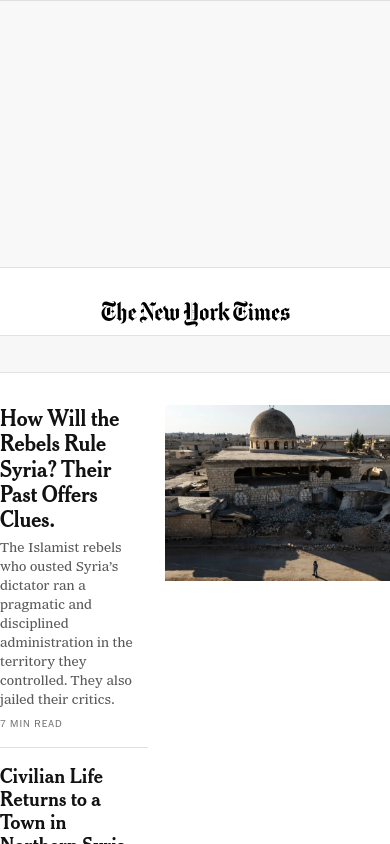 The New York Times
How Will the
Rebels Rule
Syria? Their
Past Offers
Clues.
The Islamist rebels
who ousted Syria's
dictator ran a
pragmatic and
disciplined
administration in the
territory they
controlled. They also
jailed their critics.
7 MIN READ
Civilian Life
Returns to a
Town in
Northern Syria